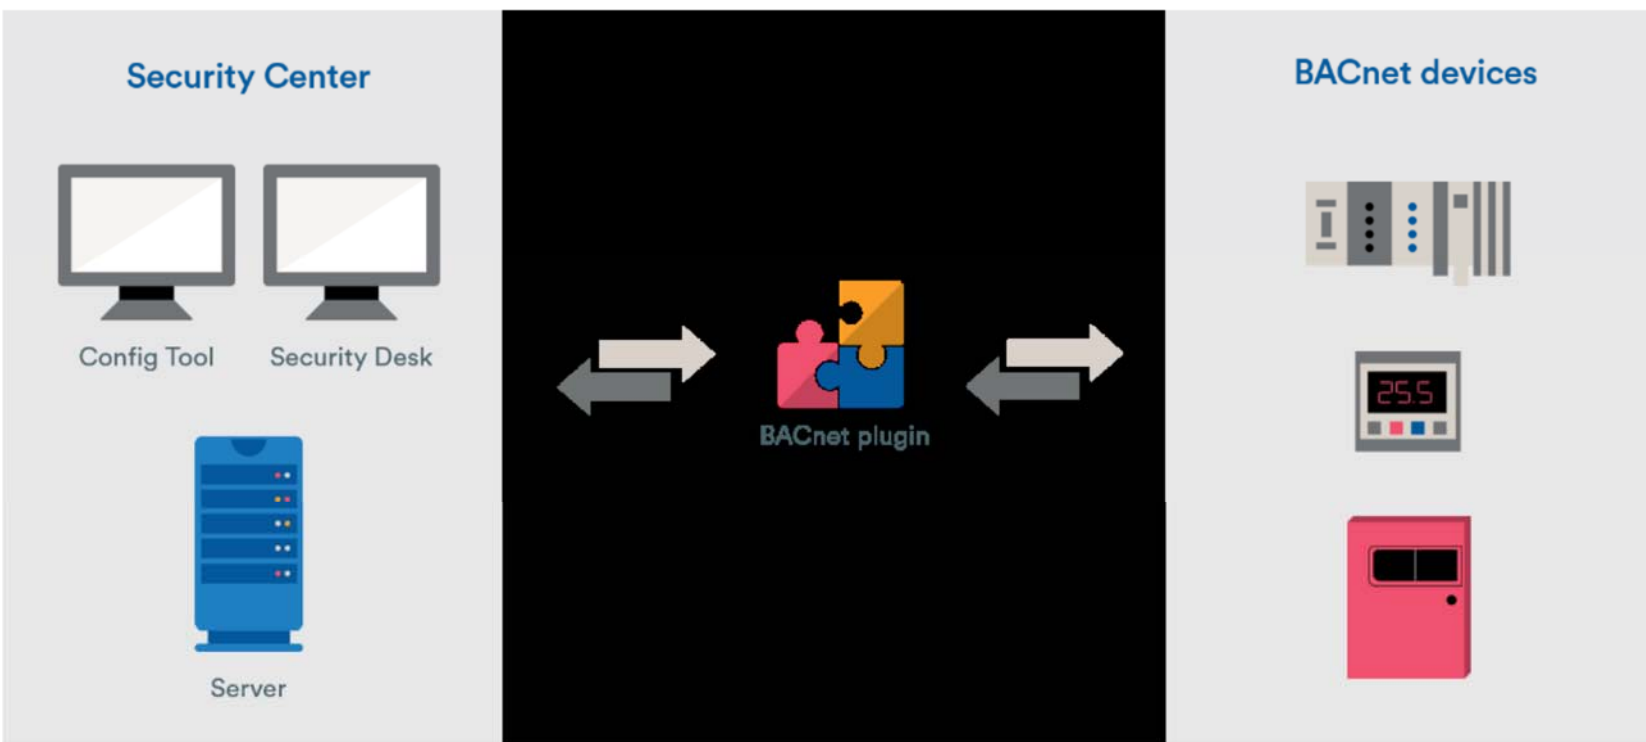 Security Center
BACnet devices
Config Tool
Security Desk
BACnet plugin
25.5
Server